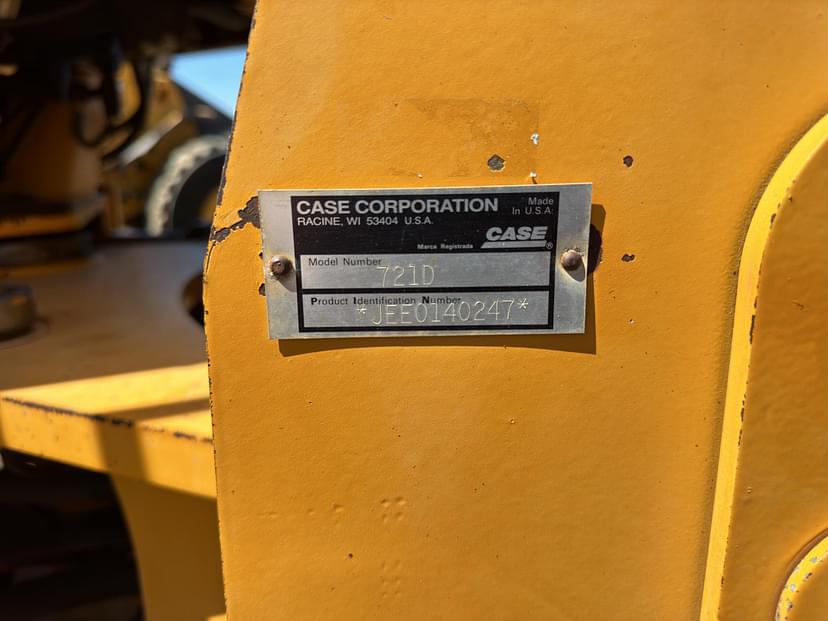 CASE CORPORATION
RACINE, WI 53404 U.S.A.
Made
In U.S.A.
CASE®
Marca Registrada
Model Number
721D
Product Identification Number
*JEE0140247*